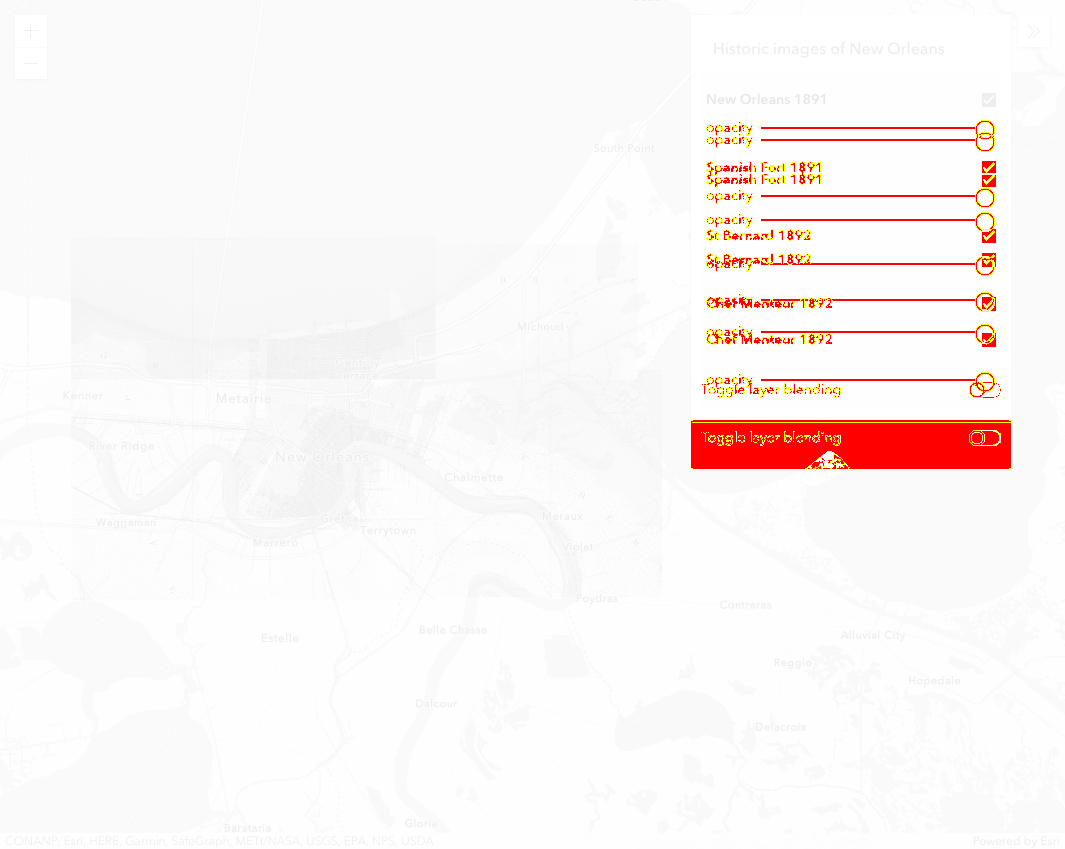 South Point
Michoud
Kenner
Metairie
River Ridge
New Orleans
Chalmette
Waggaman
Terrytown
Meraux
Marrero
Violet
Poydras
Contreras
Belle Chasse
Estelle
Alluvial City
Reggio
Hopedale
Dalcour
Delacroix
Gloria
Barataria
CONANP, Esri, HERE, Garmin, SafeGraph, METI/NASA, USGS, EPA, NPS, USDA
Powered by Esri
Historic images of New Orleans
New Orleans 1891
opacity
opacity
Spanish Fort 1891
Spanish Fort 1891
opacity
opacity
St Bernard 1892
St Bernard 1892
opacity
opacity
Chef Menteur 1892
opacity
Chef Menteur 1892
opacity
Toggle layer blending
Toggle layer blending